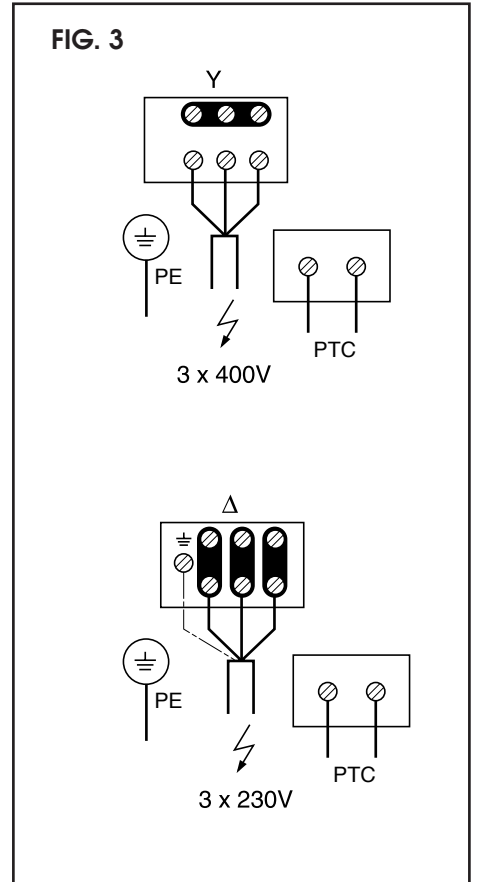 FIG. 3
Y
PE
PTC
3 x 400V
Δ
PE
PTC
3 x 230V